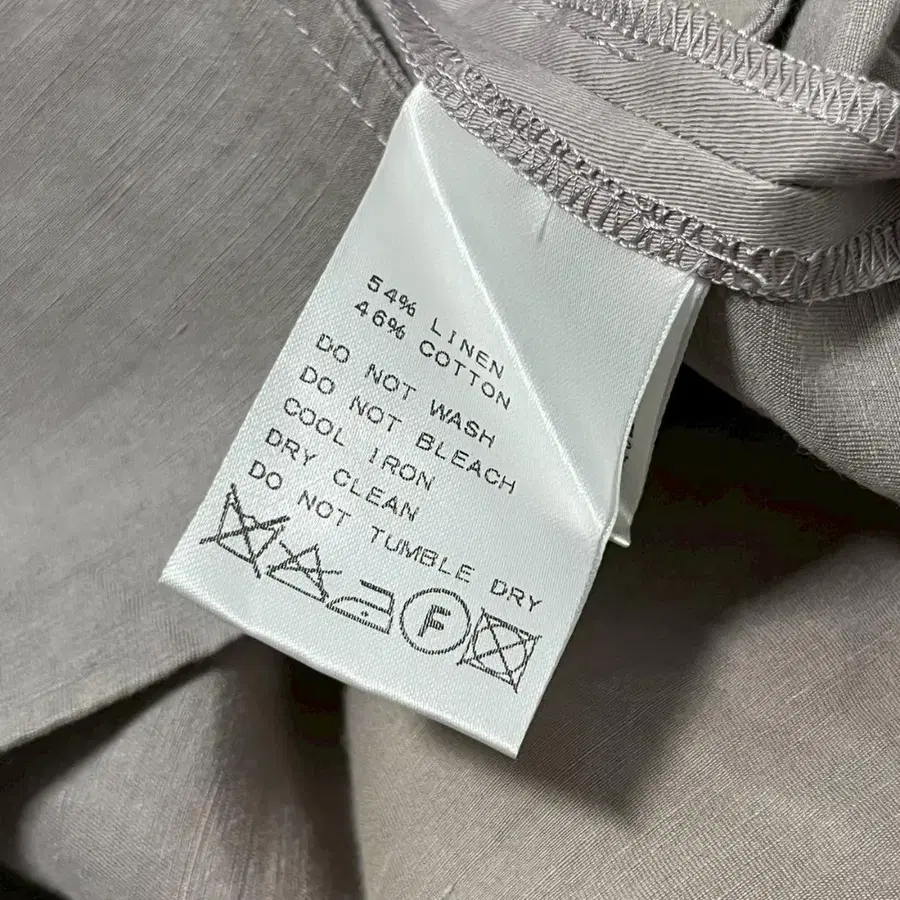 54% LINEN
46% COTTON
DO NOT WASH
DO NOT BLEACH
COOL IRON
DRY CLEAN
DO NOT TUMBLE DRY
F